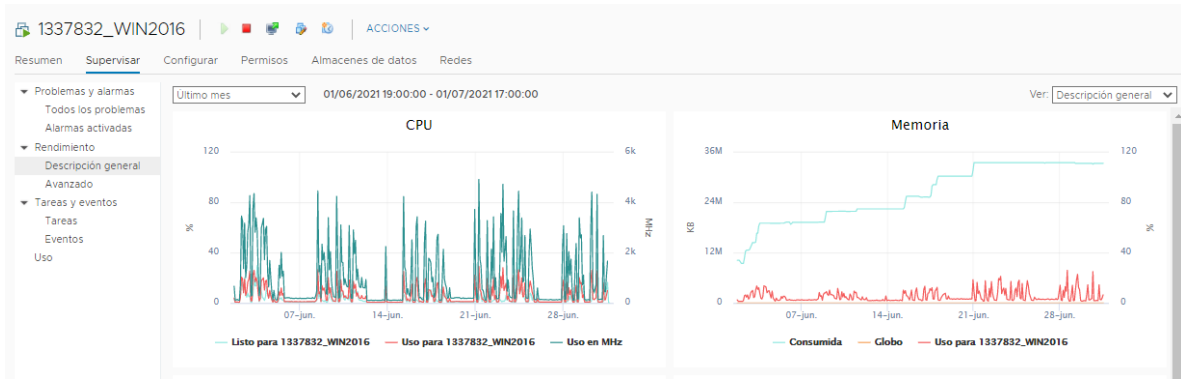 1337832_WIN2016 ACCIONES
Resumen Supervisar Configurar Permisos Almacenes de datos Redes
Problemas y alarmas
Todos los problemas
Alarmas activadas
Rendimiento
Descripción general
Avanzado
Tareas y eventos
Tareas
Eventos
Uso
Último mes 01/06/2021 19:00:00 - 01/07/2021 17:00:00 Ver: Descripción general
CPU
120 6k
80 4k
% MHz
40 2k
0 0
07-jun. 14-jun. 21-jun. 28-jun.
Listo para 1337832_WIN2016 Uso para 1337832_WIN2016 Uso en MHz
Memoria
36M 120
24M 80
KB %
12M 40
0 0
07-jun. 14-jun. 21-jun. 28-jun.
Consumida Globo Uso para 1337832_WIN2016